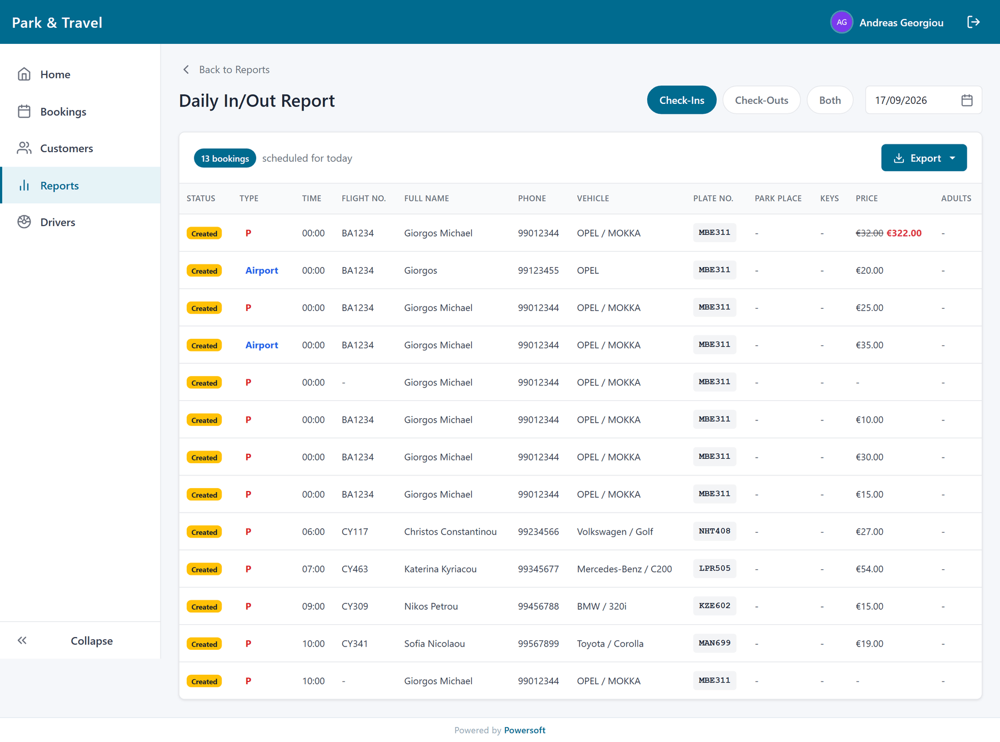 Park & Travel
AG Andreas Georgiou
Home
Bookings
Customers
Reports
Drivers
Collapse
Back to Reports
Daily In/Out Report
Check-Ins Check-Outs Both 17/09/2026
13 bookings scheduled for today
Export
STATUS TYPE TIME FLIGHT NO. FULL NAME PHONE VEHICLE PLATE NO. PARK PLACE KEYS PRICE ADULTS
Created P 00:00 BA1234 Giorgos Michael 99012344 OPEL / MOKKA MBE311 - - €32.00 €322.00 -
Created Airport 00:00 BA1234 Giorgos 99123455 OPEL MBE311 - - €20.00 -
Created P 00:00 BA1234 Giorgos Michael 99012344 OPEL / MOKKA MBE311 - - €25.00 -
Created Airport 00:00 BA1234 Giorgos Michael 99012344 OPEL / MOKKA MBE311 - - €35.00 -
Created P 00:00 - Giorgos Michael 99012344 OPEL / MOKKA MBE311 - - - -
Created P 00:00 BA1234 Giorgos Michael 99012344 OPEL / MOKKA MBE311 - - €10.00 -
Created P 00:00 BA1234 Giorgos Michael 99012344 OPEL / MOKKA MBE311 - - €30.00 -
Created P 00:00 BA1234 Giorgos Michael 99012344 OPEL / MOKKA MBE311 - - €15.00 -
Created P 06:00 CY117 Christos Constantinou 99234566 Volkswagen / Golf NHT408 - - €27.00 -
Created P 07:00 CY463 Katerina Kyriacou 99345677 Mercedes-Benz / C200 LPR505 - - €54.00 -
Created P 09:00 CY309 Nikos Petrou 99456788 BMW / 320i KZE602 - - €15.00 -
Created P 10:00 CY341 Sofia Nicolaou 99567899 Toyota / Corolla MAN699 - - €19.00 -
Created P 10:00 - Giorgos Michael 99012344 OPEL / MOKKA MBE311 - - - -
Powered by Powersoft